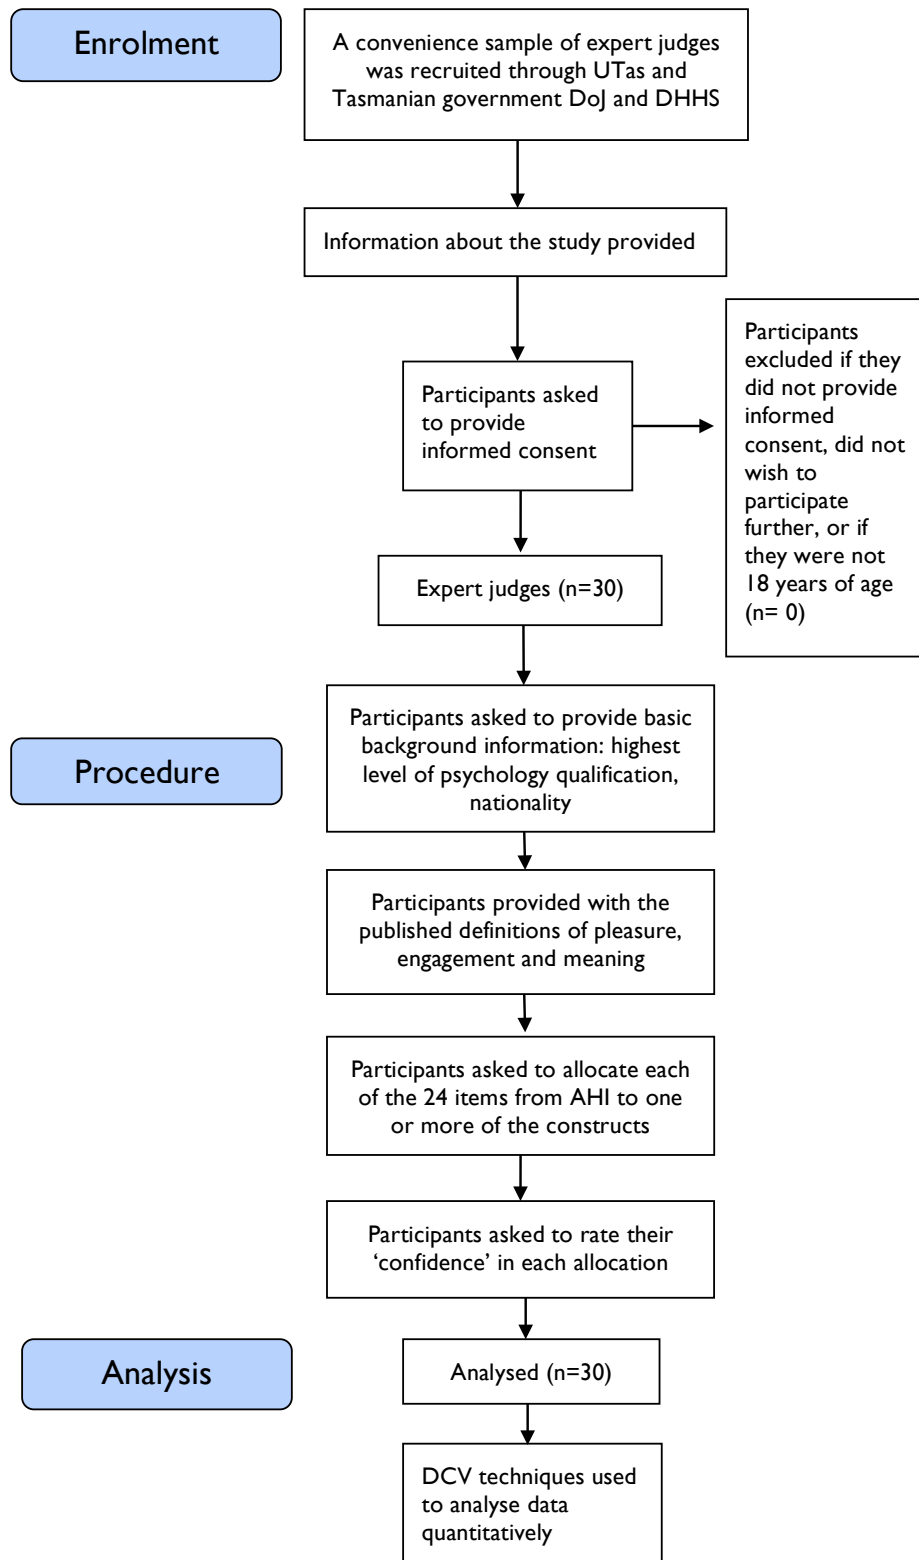 Enrolment
A convenience sample of expert judges
was recruited through UTas and
Tasmanian government DoJ and DHHS
Information about the study provided
Participants asked
to provide
informed consent
Participants
excluded if they
did not provide
informed
consent, did not
wish to
participate
further, or if
they were not
18 years of age
(n= 0)
Expert judges (n=30)
Procedure
Participants asked to provide basic
background information: highest
level of psychology qualification,
nationality
Participants provided with the
published definitions of pleasure,
engagement and meaning
Participants asked to allocate each
of the 24 items from AHI to one
or more of the constructs
Participants asked to rate their
‘confidence’ in each allocation
Analysis
Analysed (n=30)
DCV techniques used
to analyse data
quantitatively